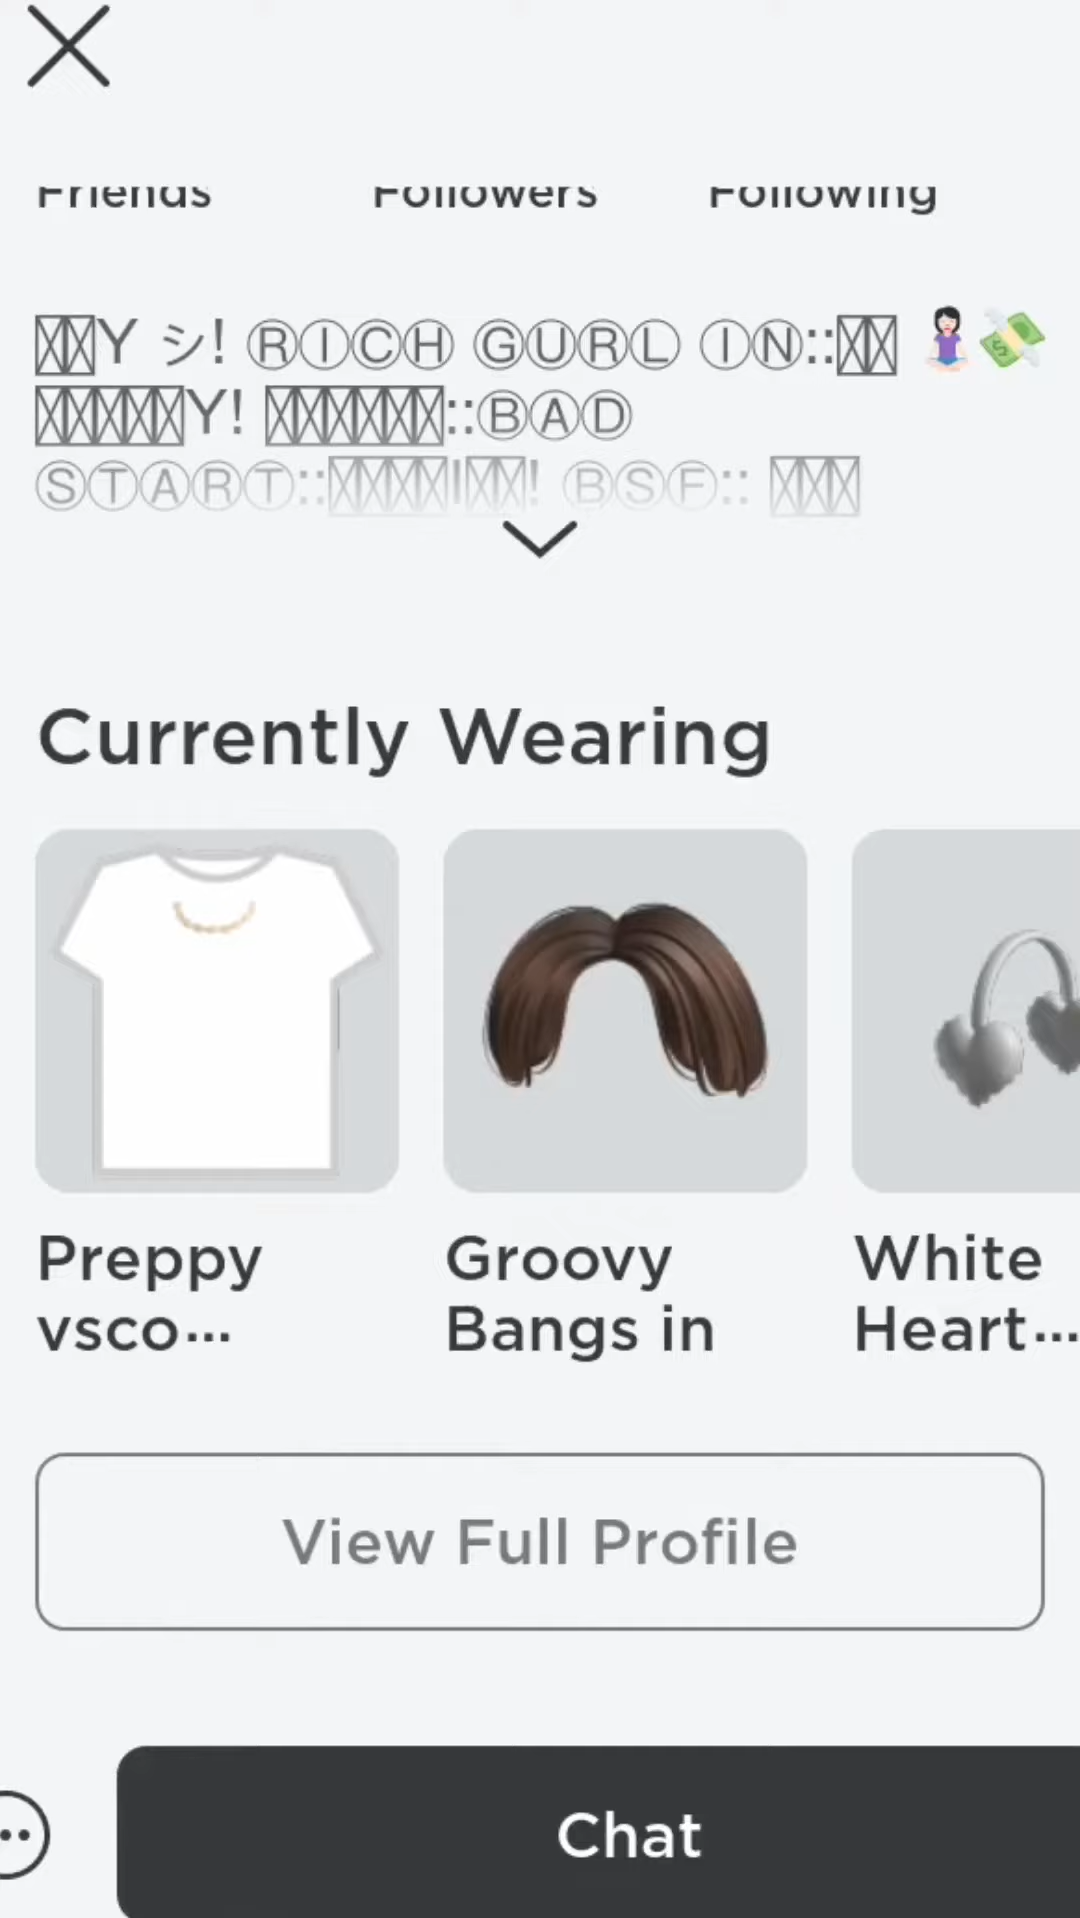 Friends Followers Following
Y シ! ⓇⒾⒸⒽ ⒼⓊⓇⓁ ⒾⓃ::
Y! ::ⒷⒶⒹ
ⓈⓉⒶⓇⓉ::! ⒷⓈⒻ::
Currently Wearing
Preppy vsco...
Groovy Bangs in
White Heart...
View Full Profile
Chat